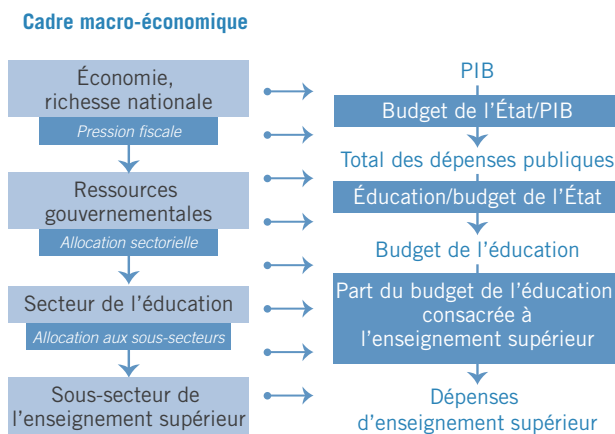 Cadre macro-économique
Économie,
richesse nationale
Pression fiscale
Ressources
gouvernementales
Allocation sectorielle
Secteur de l'éducation
Allocation aux sous-secteurs
Sous-secteur de
l'enseignement supérieur
PIB
Budget de l'État/PIB
Total des dépenses publiques
Éducation/budget de l'État
Budget de l'éducation
Part du budget de l'éducation
consacrée à
l'enseignement supérieur
Dépenses
d'enseignement supérieur